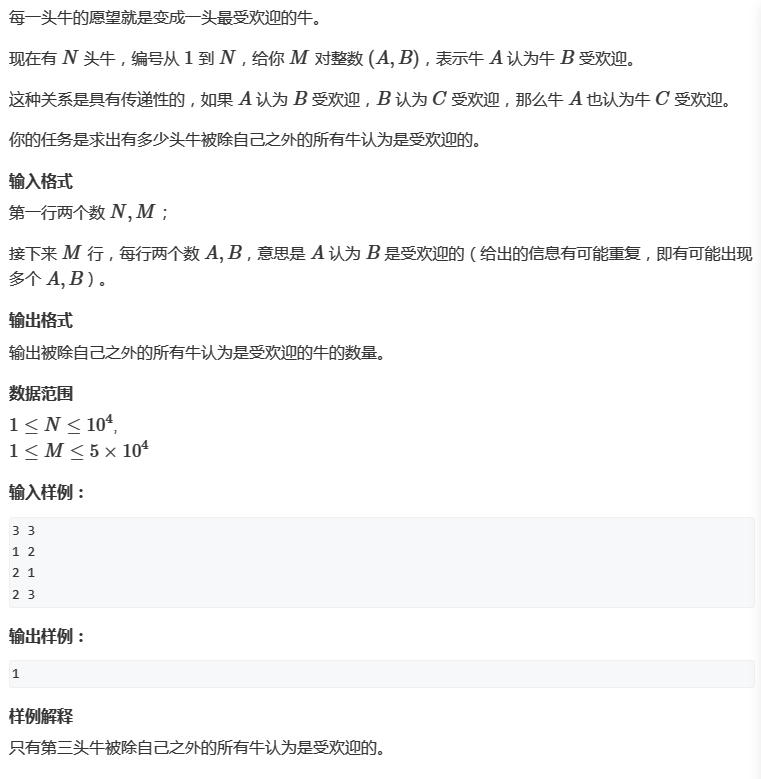 每一头牛的愿望就是变成一头最受欢迎的牛。
现在有 N 头牛，编号从 1 到 N，给你 M 对整数 (A, B)，表示牛 A 认为牛 B 受欢迎。
这种关系是具有传递性的，如果 A 认为 B 受欢迎，B 认为 C 受欢迎，那么牛 A 也认为牛 C 受欢迎。
你的任务是求出有多少头牛被除自己之外的所有牛认为是受欢迎的。
输入格式
第一行两个数 N, M；
接下来 M 行，每行两个数 A, B，意思是 A 认为 B 是受欢迎的（给出的信息有可能重复，即有可能出现
多个 A, B）。
输出格式
输出被除自己之外的所有牛认为是受欢迎的牛的数量。
数据范围
1 ≤ N ≤ 10⁴,
1 ≤ M ≤ 5 × 10⁴
输入样例：
3 3
1 2
2 1
2 3
输出样例：
1
样例解释
只有第三头牛被除自己之外的所有牛认为是受欢迎的。